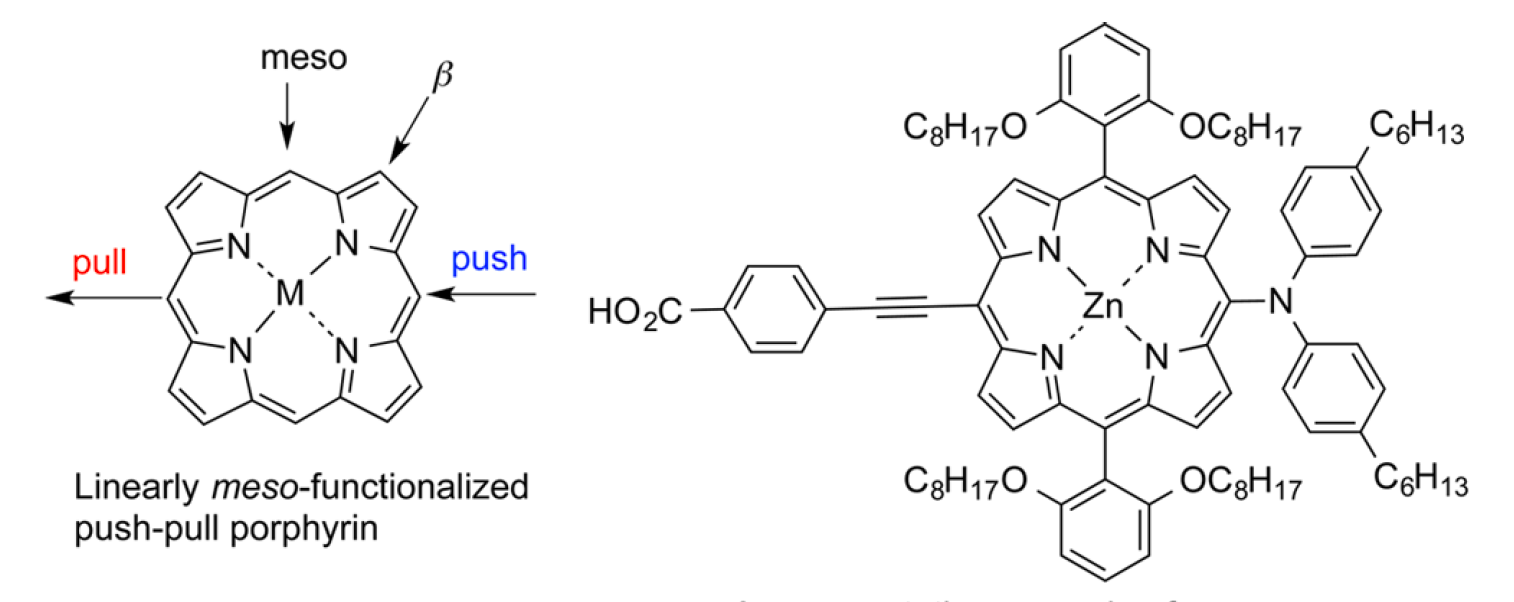 meso
β
pull
push
N
N
M
N
N
Linearly meso-functionalized
push-pull porphyrin
C₈H₁₇O
OC₈H₁₇
C₆H₁₃
N
N
HO₂C
Zn
N
N
N
C₈H₁₇O
OC₈H₁₇
C₆H₁₃